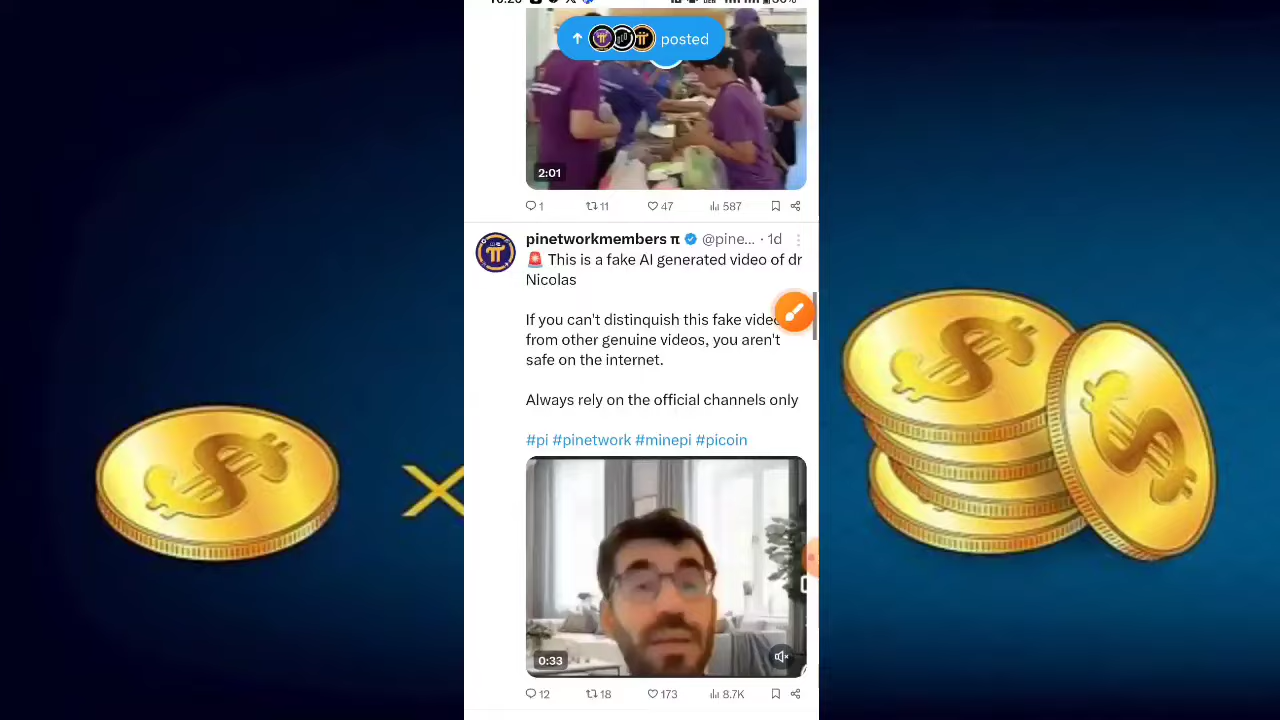 posted
2:01
1 11 47 587
pinetworkmembers π @pine... · 1d
🚨 This is a fake AI generated video of dr
Nicolas
If you can't distinquish this fake video
from other genuine videos, you aren't
safe on the internet.
Always rely on the official channels only
#pi #pinetwork #minepi #picoin
0:33
12 18 173 8.7K